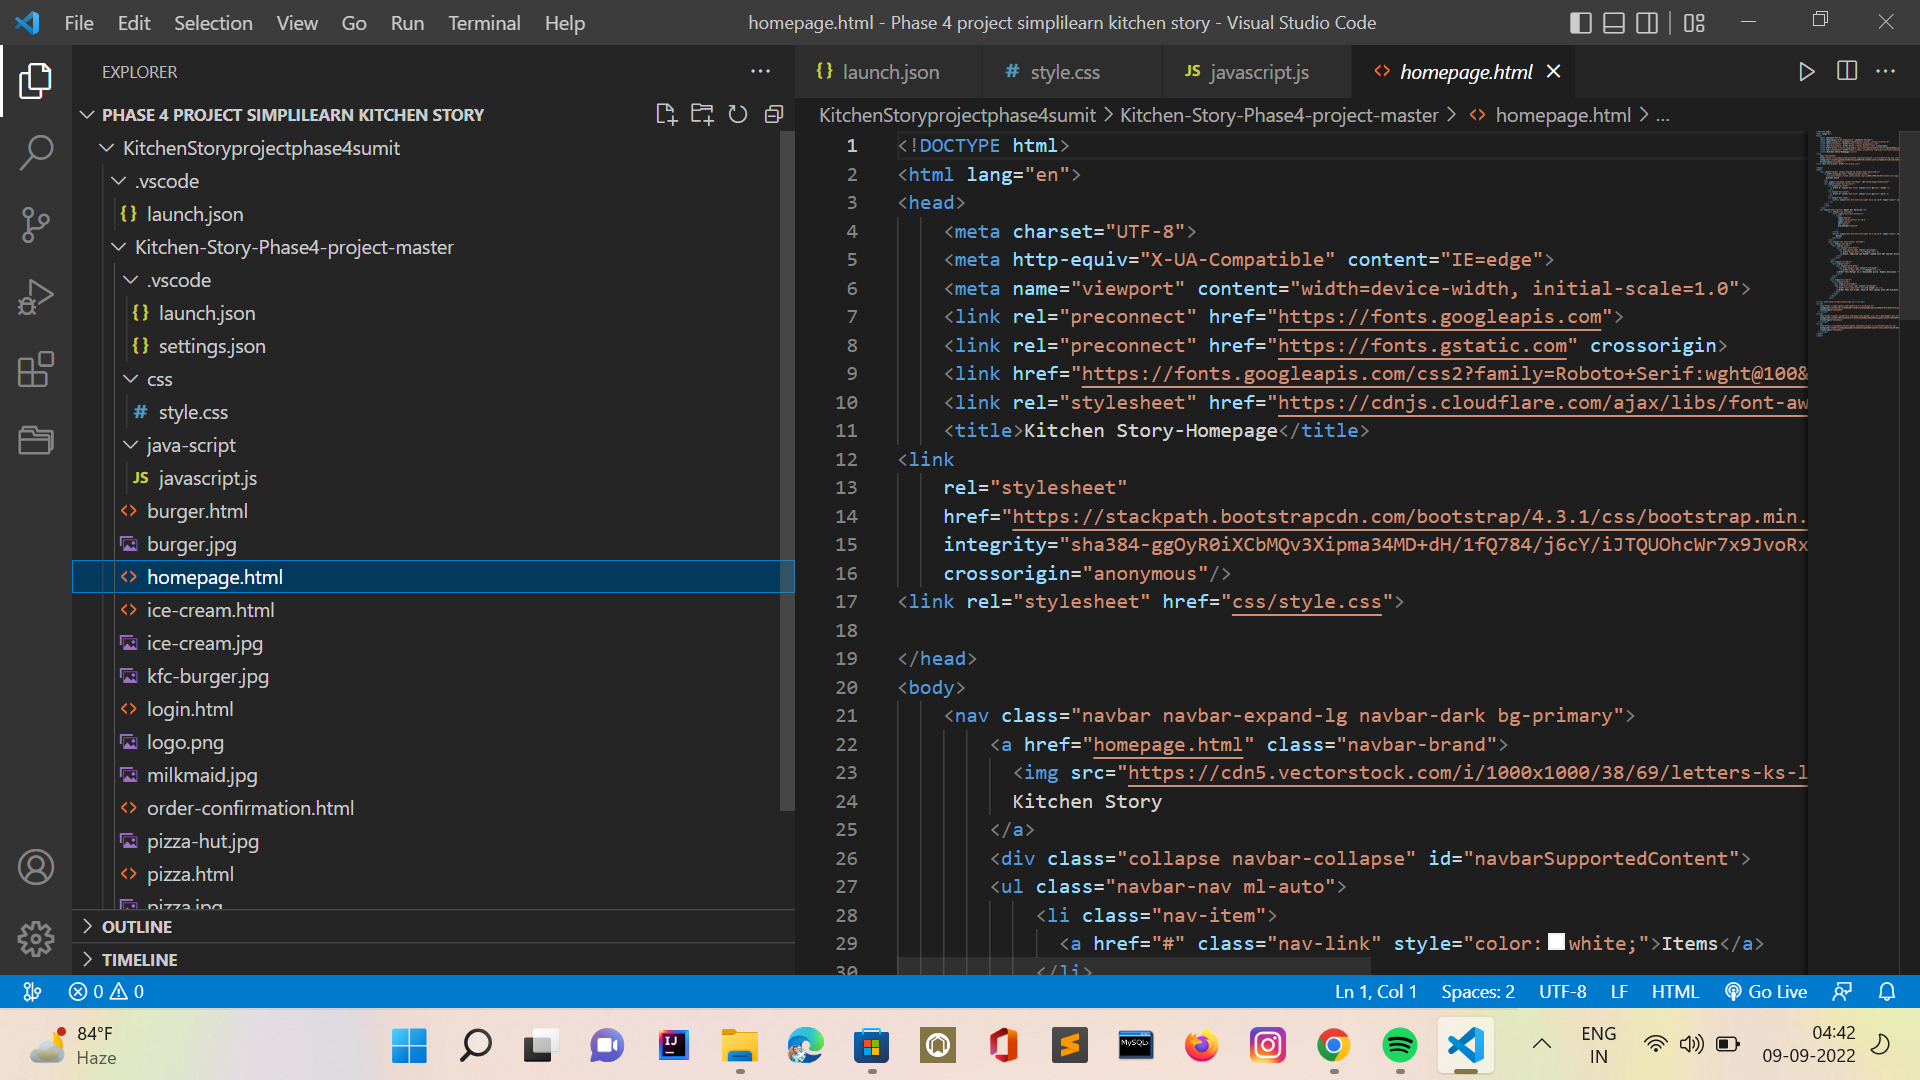 File Edit Selection View Go Run Terminal Help
homepage.html - Phase 4 project simplilearn kitchen story - Visual Studio Code
EXPLORER
PHASE 4 PROJECT SIMPLILEARN KITCHEN STORY
KitchenStoryprojectphase4sumit
.vscode
{} launch.json
Kitchen-Story-Phase4-project-master
.vscode
{} launch.json
{} settings.json
css
# style.css
java-script
JS javascript.js
<> burger.html
burger.jpg
<> homepage.html
<> ice-cream.html
ice-cream.jpg
kfc-burger.jpg
<> login.html
logo.png
milkmaid.jpg
<> order-confirmation.html
pizza-hut.jpg
<> pizza.html
pizza.jpg
OUTLINE
TIMELINE
{} launch.json # style.css JS javascript.js <> homepage.html
KitchenStoryprojectphase4sumit > Kitchen-Story-Phase4-project-master > <> homepage.html > ...
1 <!DOCTYPE html>
2 <html lang="en">
3 <head>
4 <meta charset="UTF-8">
5 <meta http-equiv="X-UA-Compatible" content="IE=edge">
6 <meta name="viewport" content="width=device-width, initial-scale=1.0">
7 <link rel="preconnect" href="https://fonts.googleapis.com">
8 <link rel="preconnect" href="https://fonts.gstatic.com" crossorigin>
9 <link href="https://fonts.googleapis.com/css2?family=Roboto+Serif:wght@100&
10 <link rel="stylesheet" href="https://cdnjs.cloudflare.com/ajax/libs/font-aw
11 <title>Kitchen Story-Homepage</title>
12 <link
13 rel="stylesheet"
14 href="https://stackpath.bootstrapcdn.com/bootstrap/4.3.1/css/bootstrap.min.
15 integrity="sha384-ggOyR0iXCbMQv3Xipma34MD+dH/1fQ784/j6cY/iJTQUOhcWr7x9JvoRx
16 crossorigin="anonymous"/>
17 <link rel="stylesheet" href="css/style.css">
18
19 </head>
20 <body>
21 <nav class="navbar navbar-expand-lg navbar-dark bg-primary">
22 <a href="homepage.html" class="navbar-brand">
23 <img src="https://cdn5.vectorstock.com/i/1000x1000/38/69/letters-ks-l
24 Kitchen Story
25 </a>
26 <div class="collapse navbar-collapse" id="navbarSupportedContent">
27 <ul class="navbar-nav ml-auto">
28 <li class="nav-item">
29 <a href="#" class="nav-link" style="color:white;">Items</a>
30 </li>
0 0
Ln 1, Col 1 Spaces: 2 UTF-8 LF HTML Go Live
84°F
Haze
IJ
MySQL
ENG
IN
04:42
09-09-2022